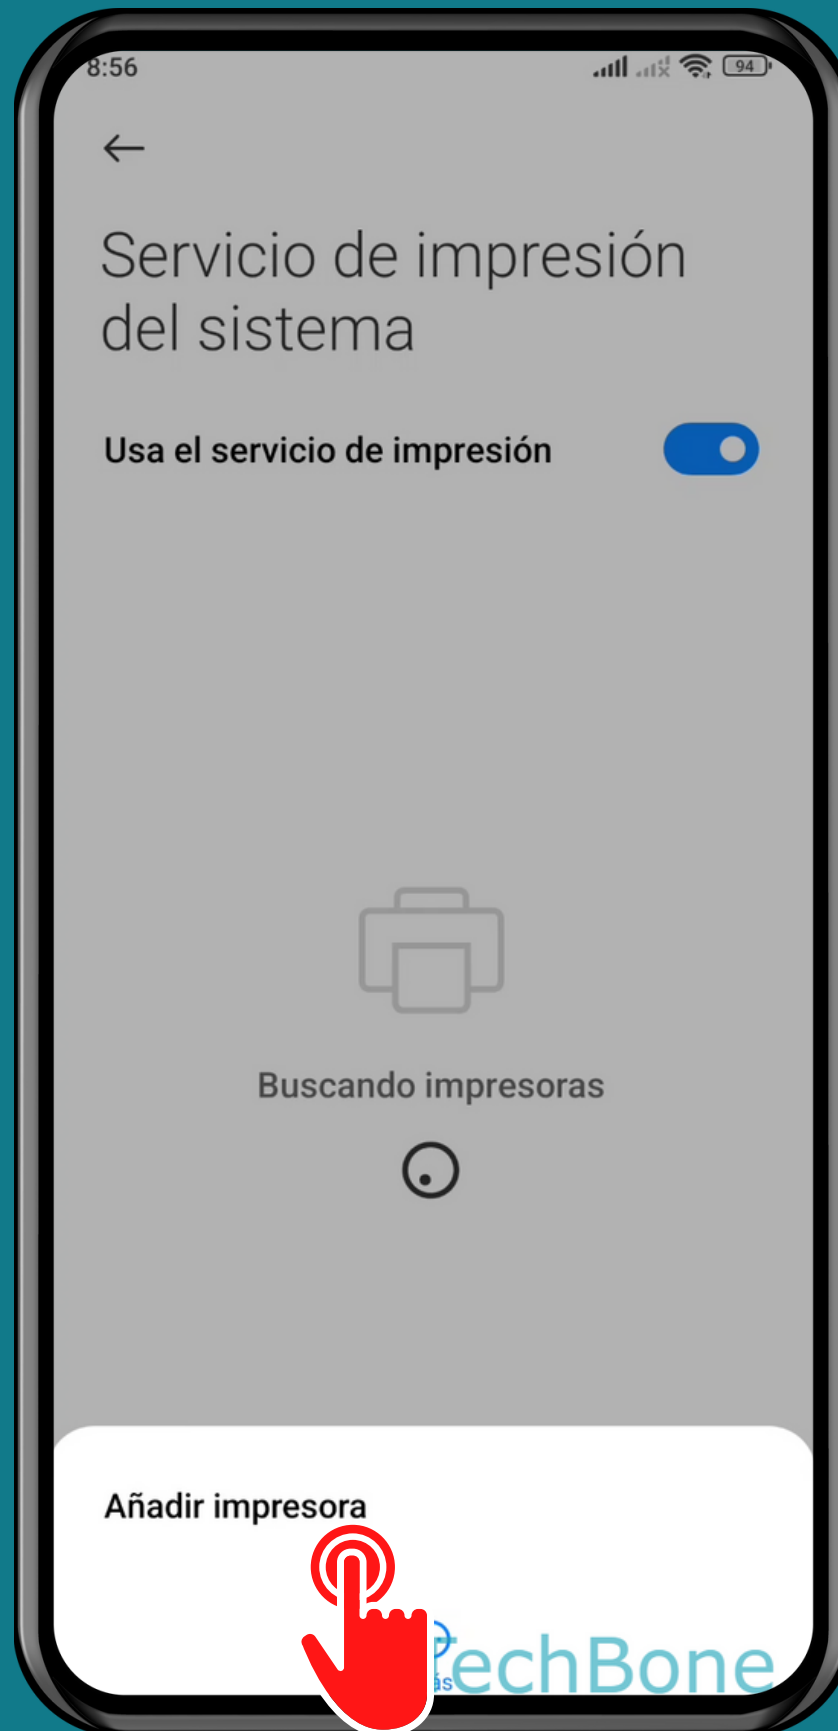 8:56
94
Servicio de impresión
del sistema
Usa el servicio de impresión
Buscando impresoras
Añadir impresora
TechBone